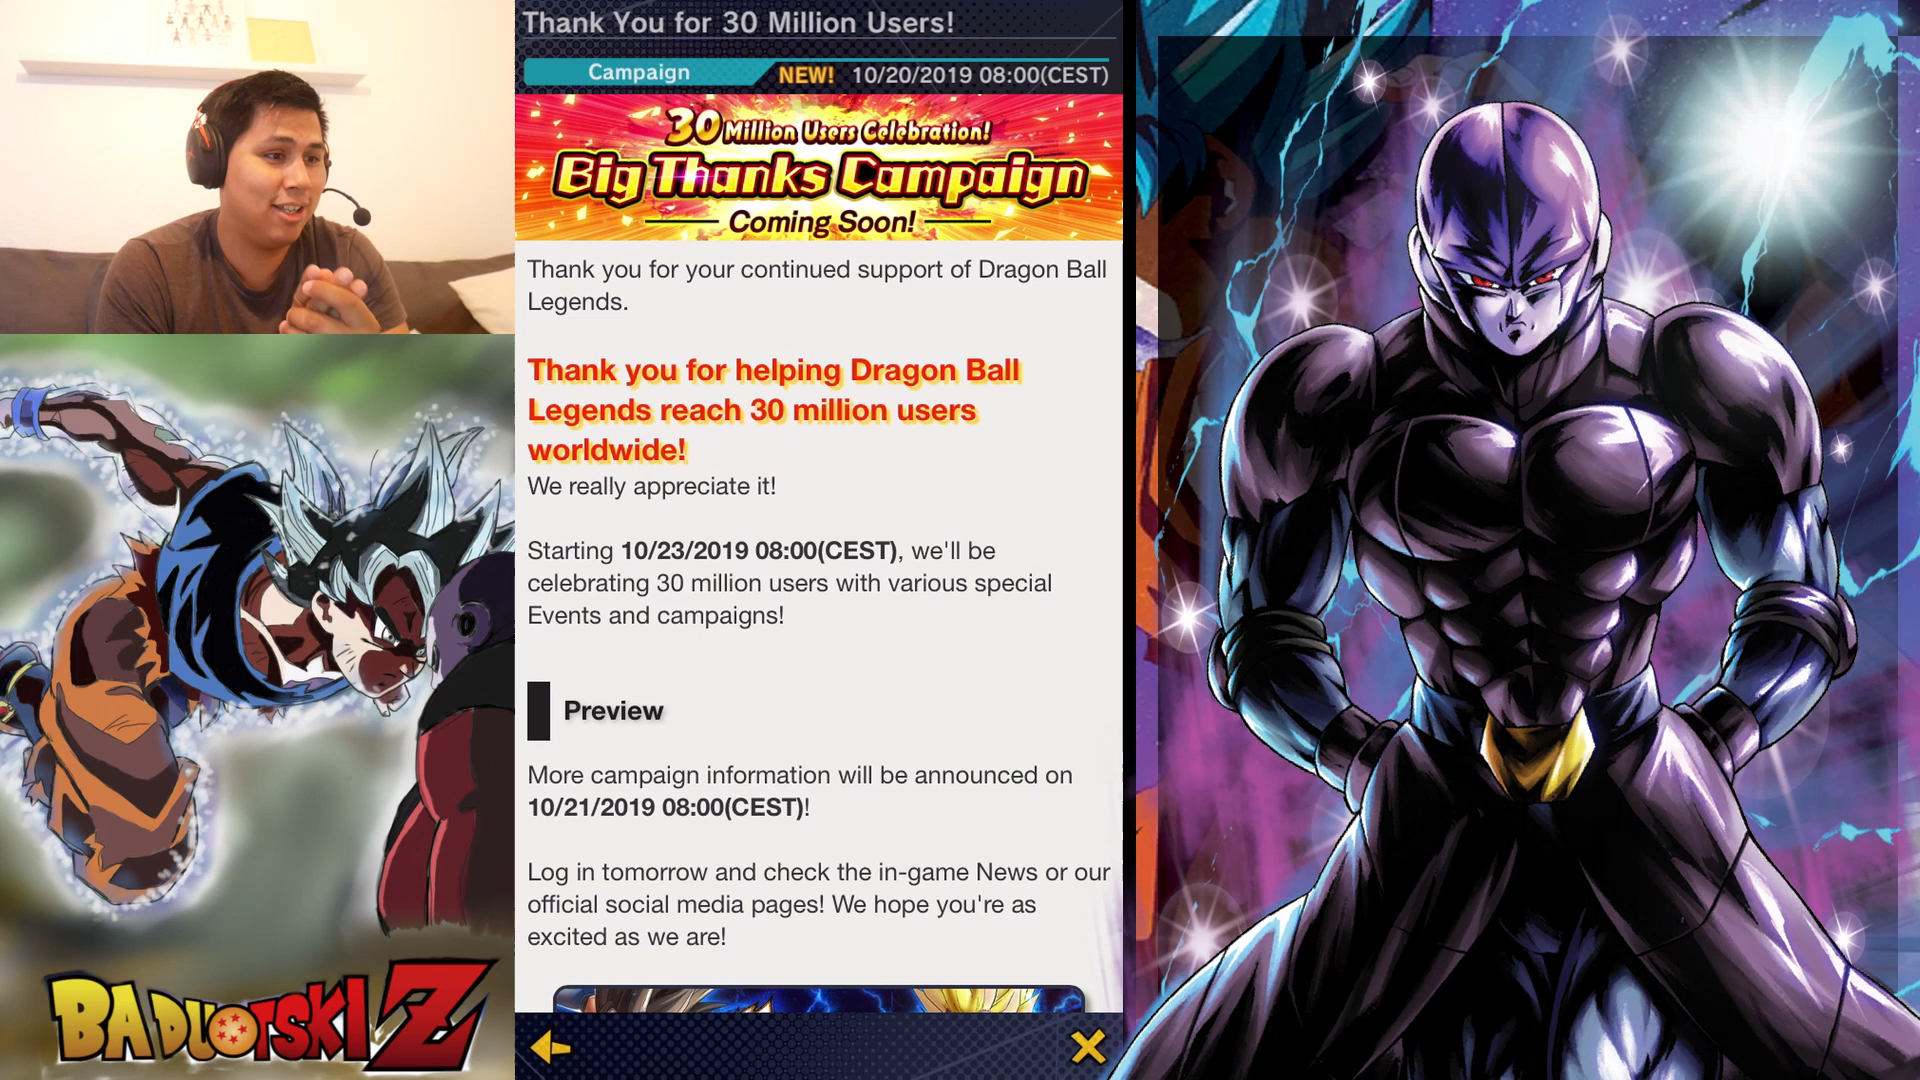 Thank You for 30 Million Users!
Campaign
NEW! 10/20/2019 08:00(CEST)
30 Million Users Celebration!
Big Thanks Campaign
Coming Soon!
Thank you for your continued support of Dragon Ball
Legends.
Thank you for helping Dragon Ball
Legends reach 30 million users
worldwide!
We really appreciate it!
Starting 10/23/2019 08:00(CEST), we'll be
celebrating 30 million users with various special
Events and campaigns!
Preview
More campaign information will be announced on
10/21/2019 08:00(CEST)!
Log in tomorrow and check the in-game News or our
official social media pages! We hope you're as
excited as we are!
BADUOTSKI Z